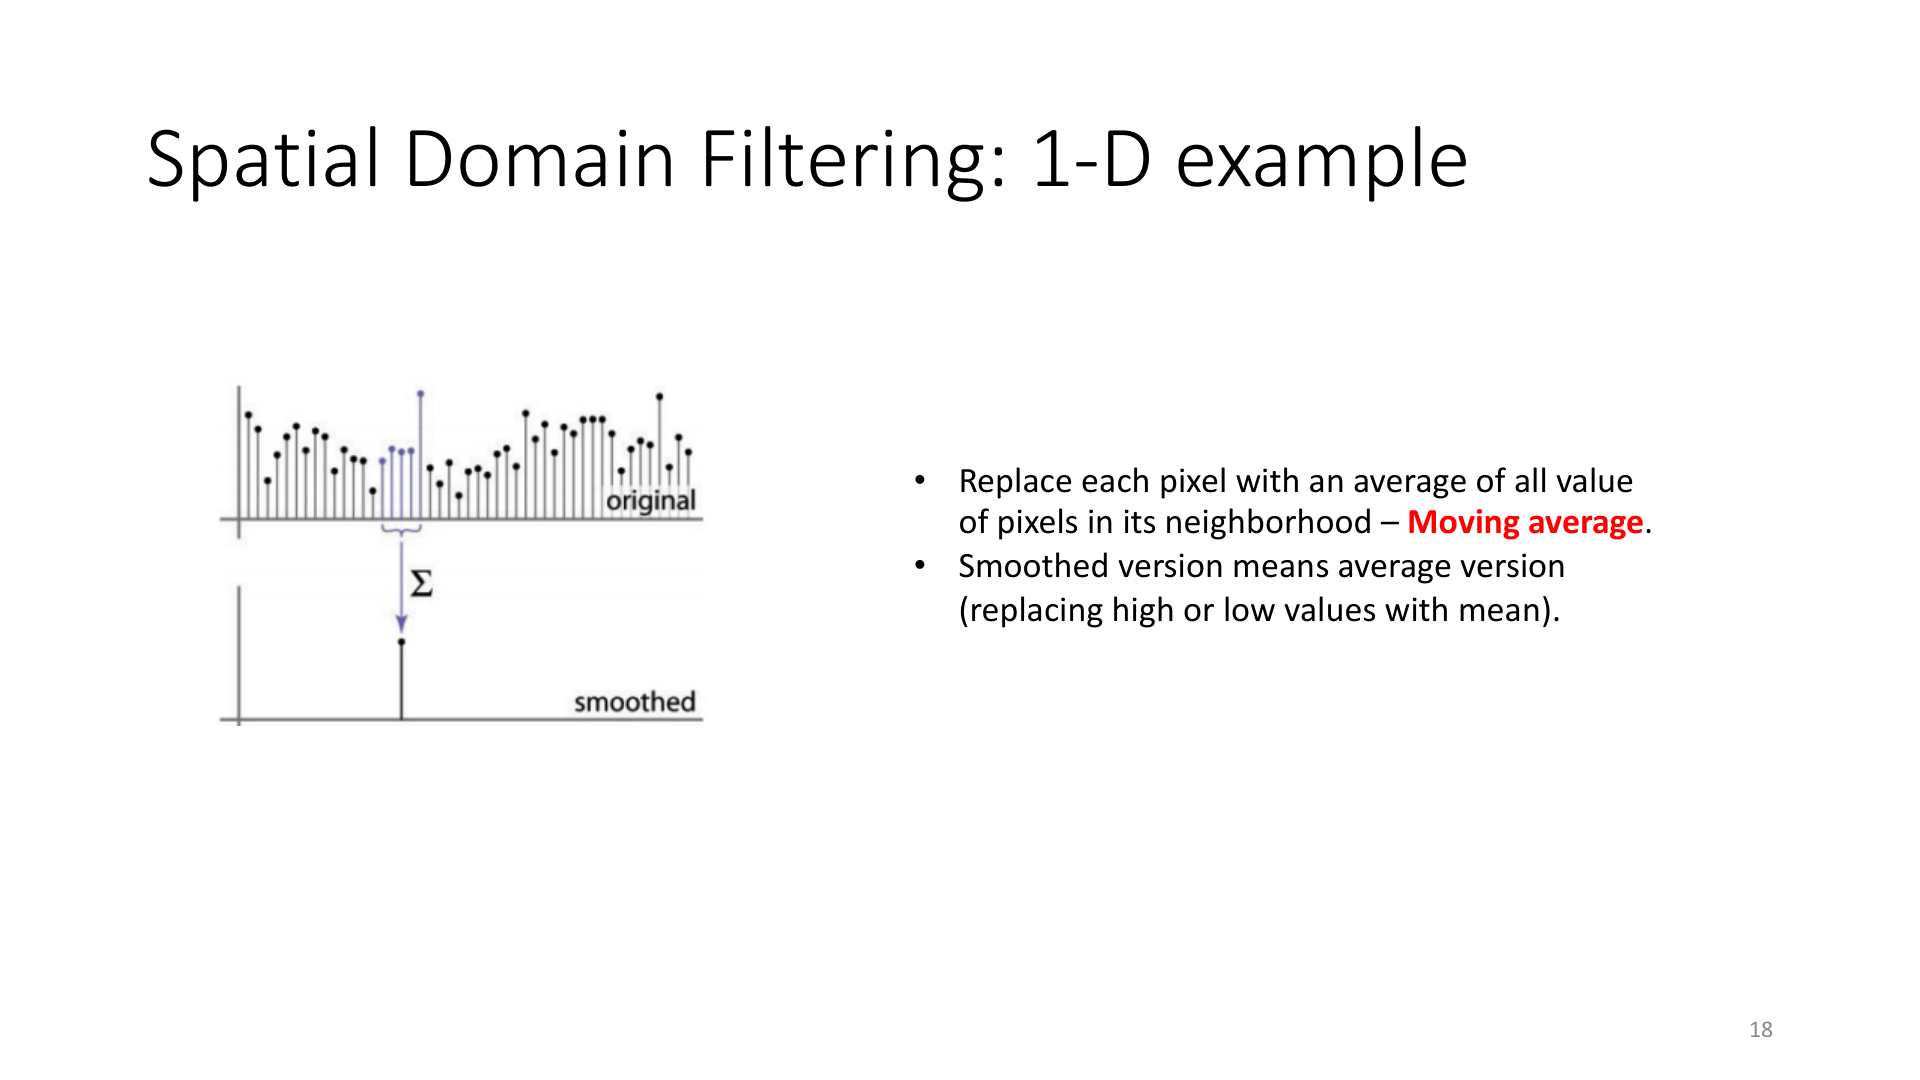 Spatial Domain Filtering: 1-D example
original
Σ
smoothed
• Replace each pixel with an average of all value
of pixels in its neighborhood – Moving average.
• Smoothed version means average version
(replacing high or low values with mean).
18